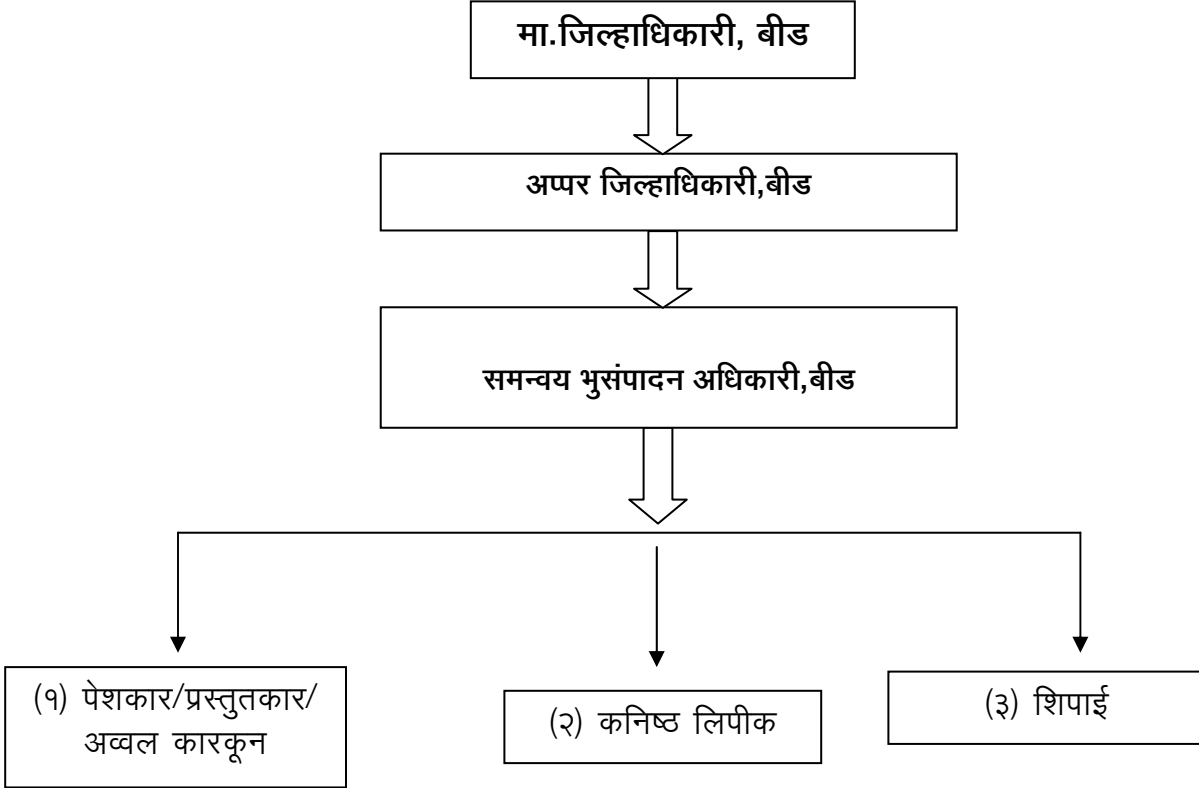 मा.जिल्हाधिकारी, बीड
अप्पर जिल्हाधिकारी,बीड
समन्वय भुसंपादन अधिकारी,बीड
(१) पेशकार/प्रस्तुतकार/
अव्वल कारकून
(२) कनिष्ठ लिपीक
(३) शिपाई